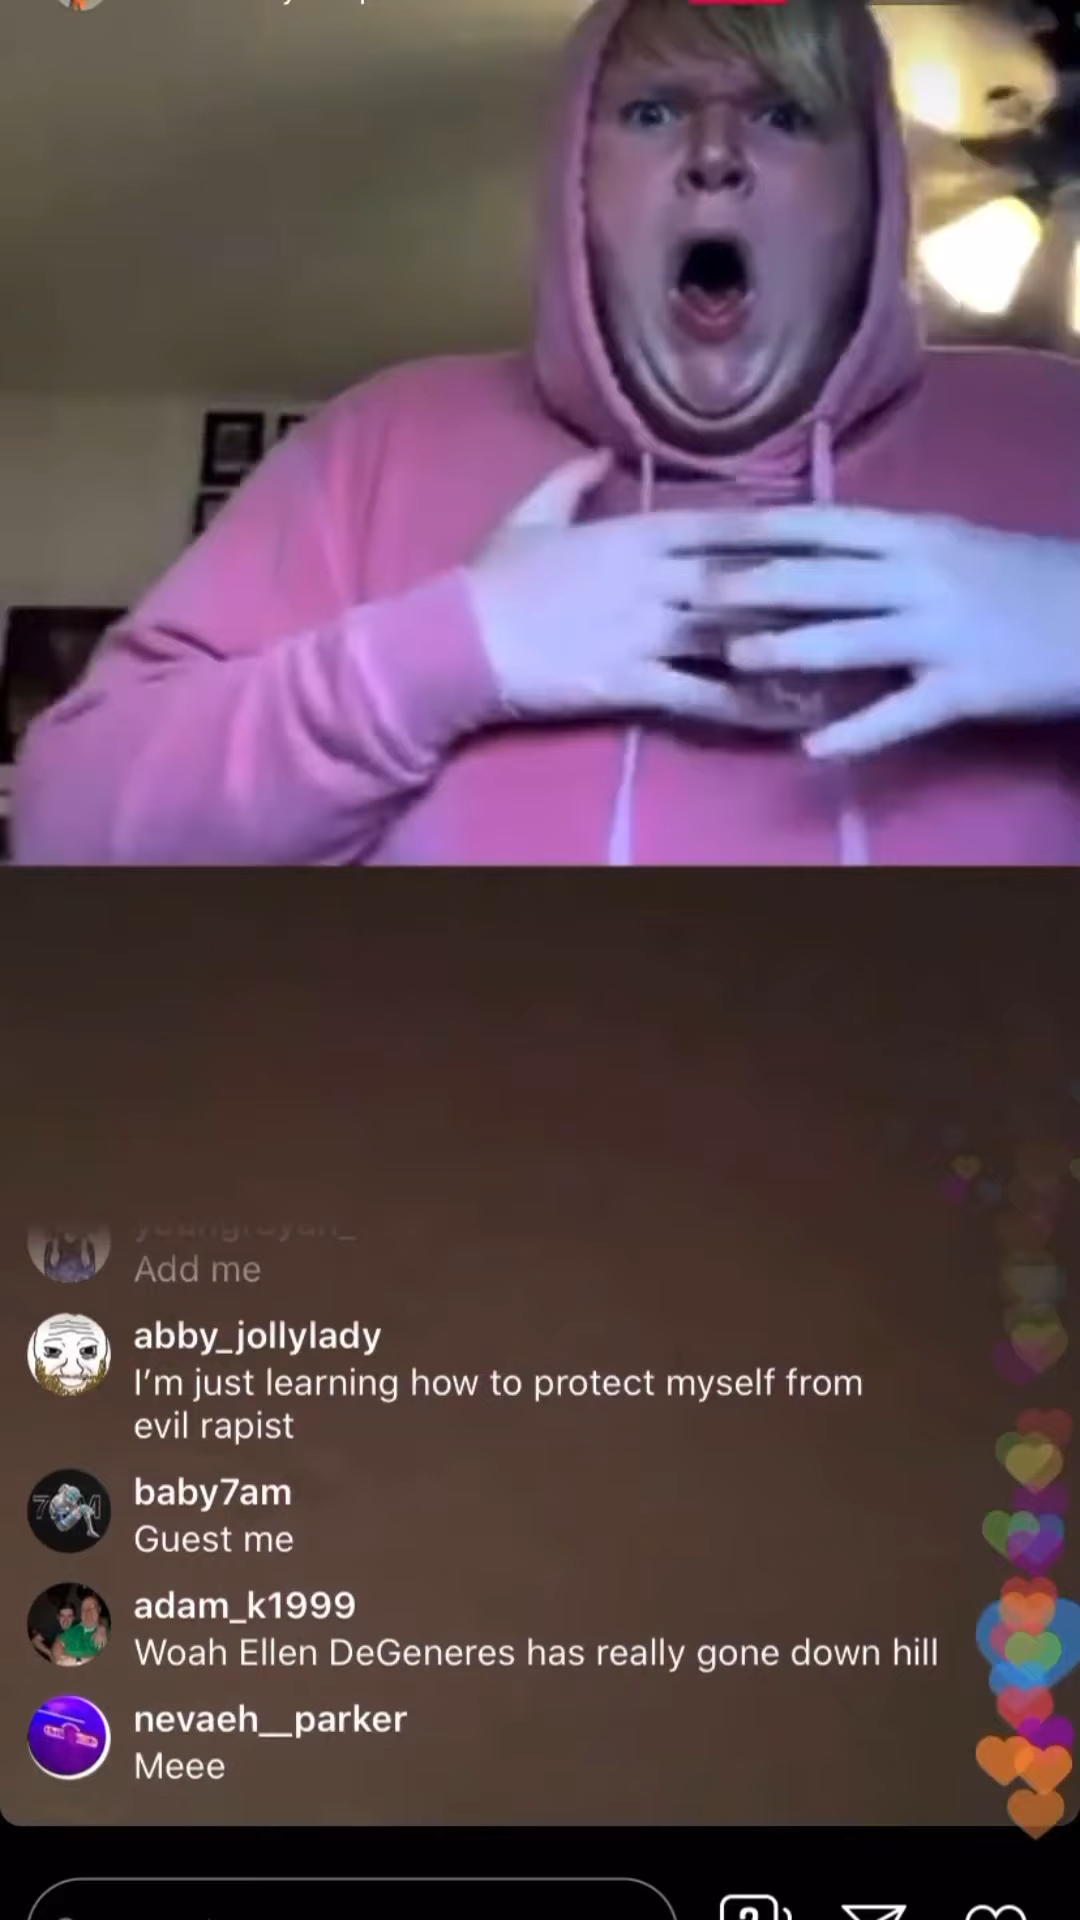 Add me
abby_jollylady
I’m just learning how to protect myself from
evil rapist
baby7am
Guest me
adam_k1999
Woah Ellen DeGeneres has really gone down hill
nevaeh__parker
Meee